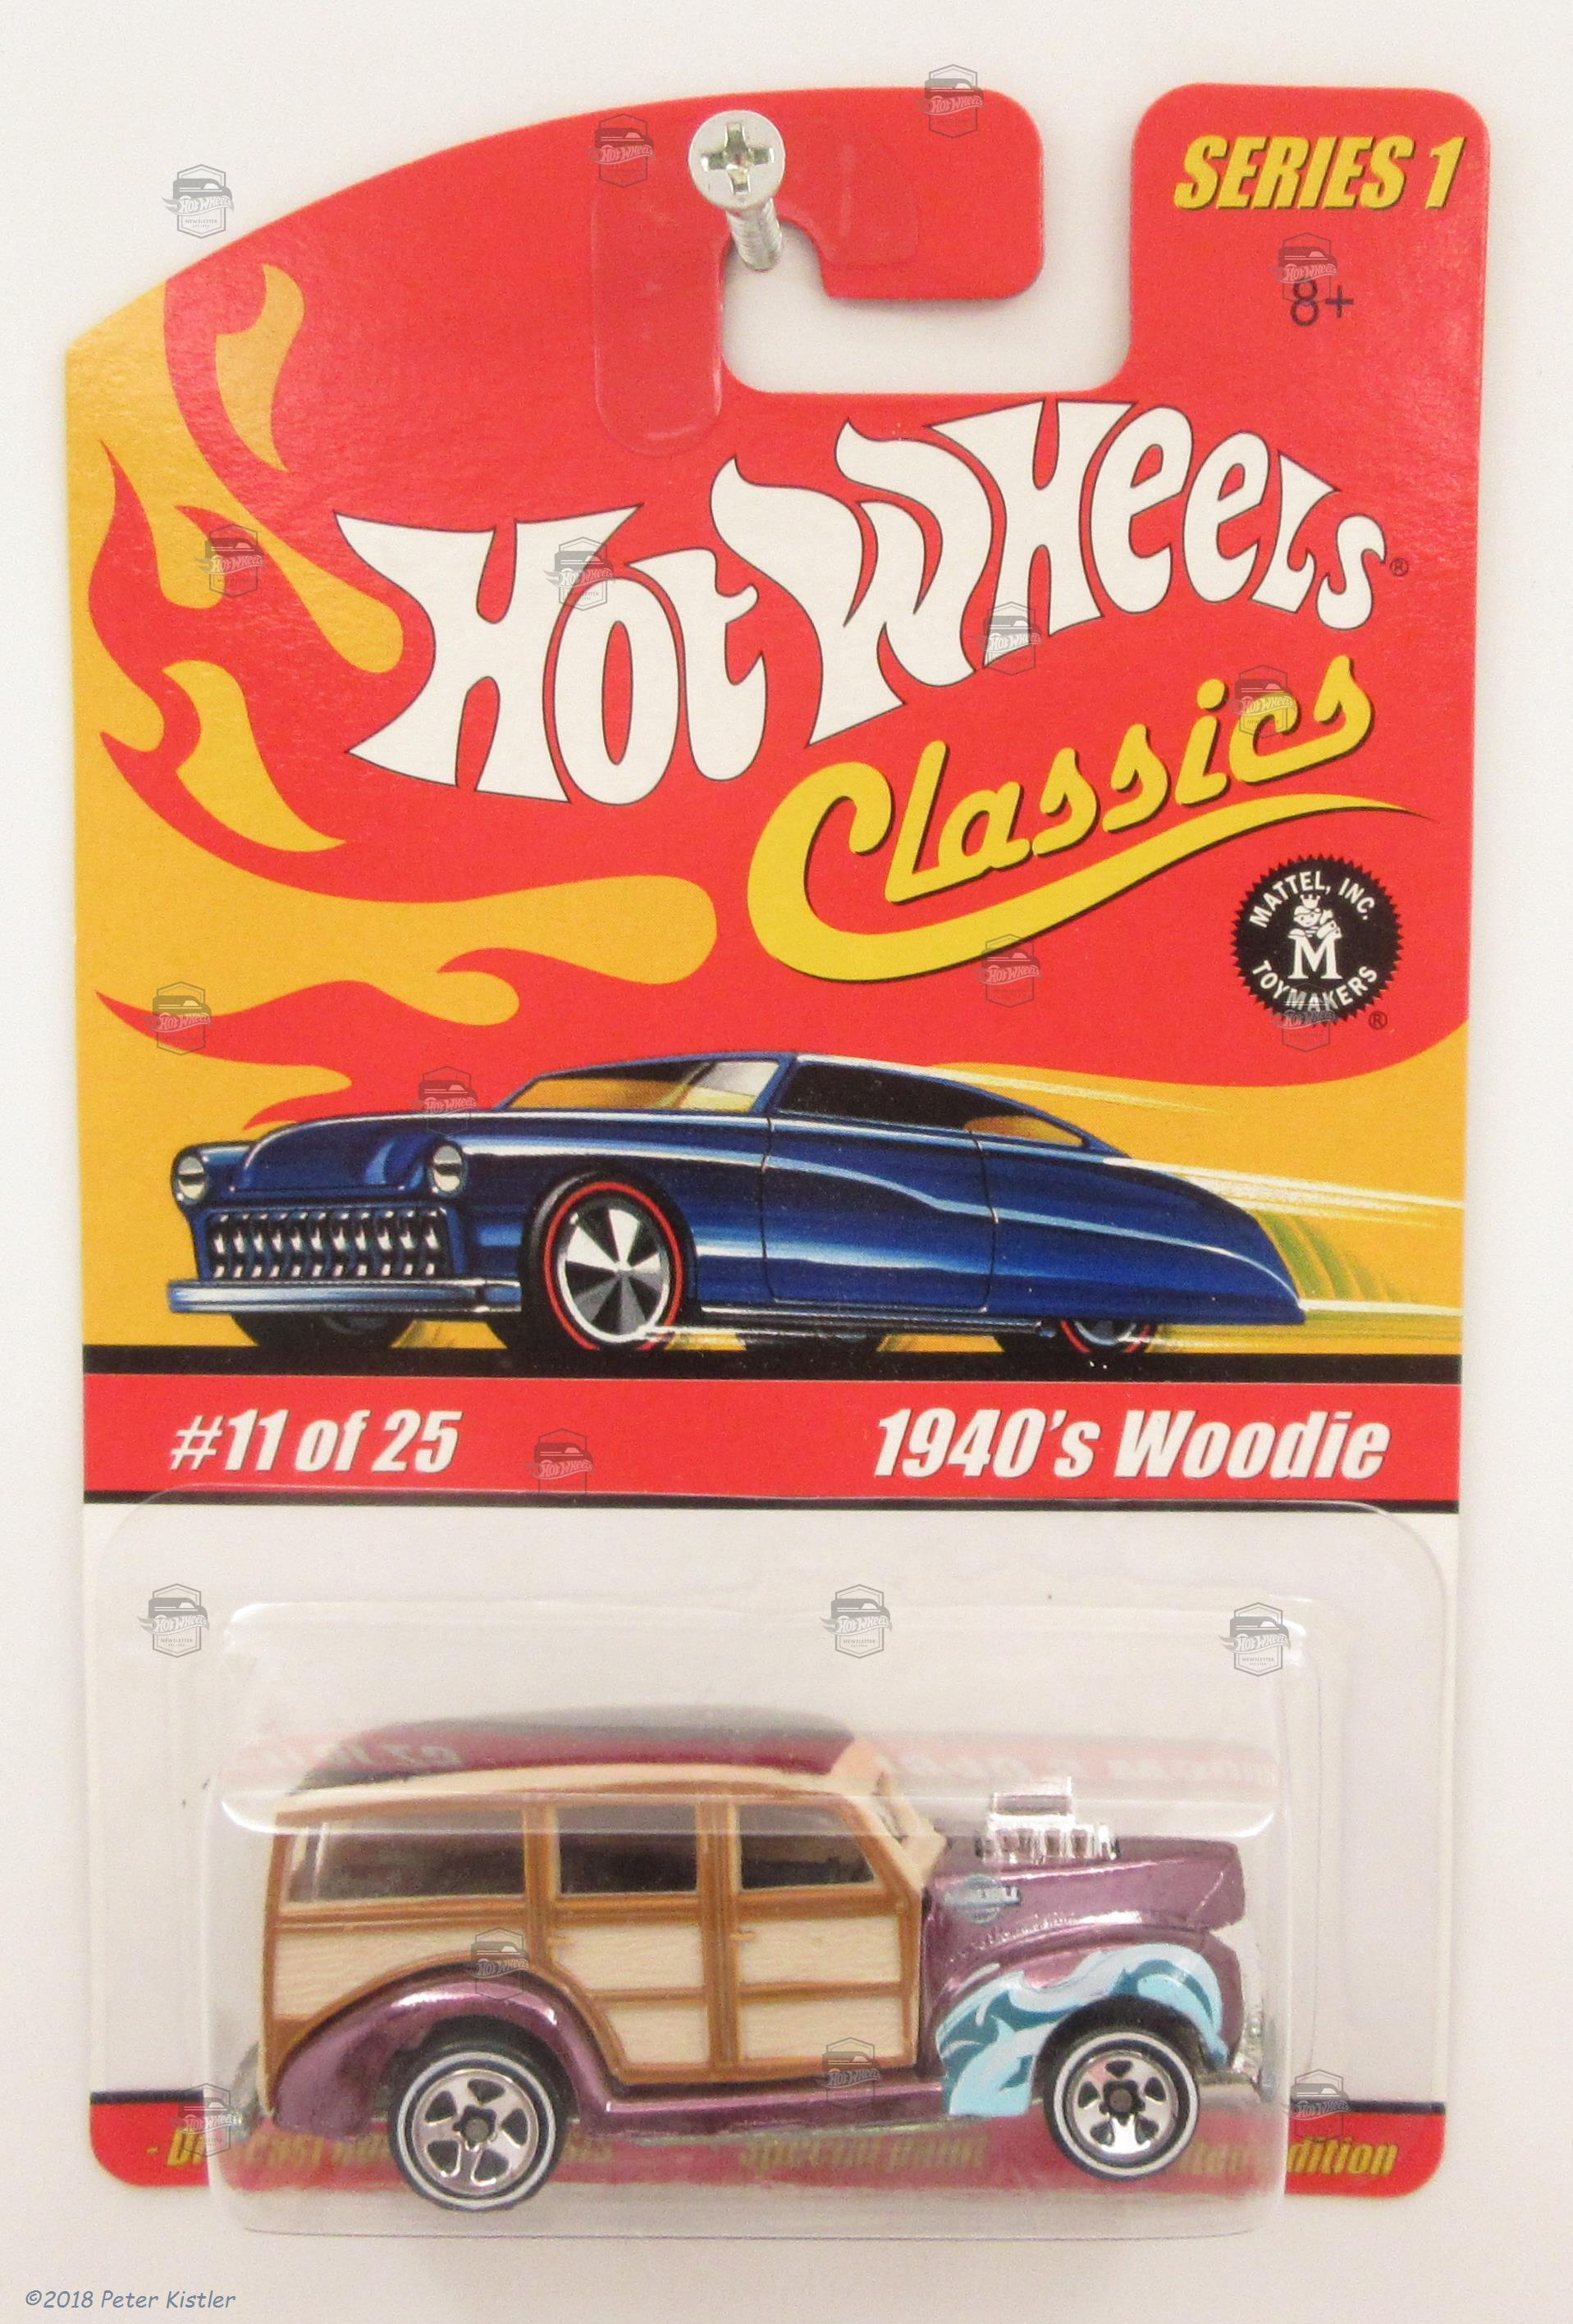 SERIES 1
8+
Hot Wheels®
Classics
MATTEL, INC.
M
TOYMAKERS
®
#11 of 25
1940's Woodie
Special paint
©2018 Peter Kistler